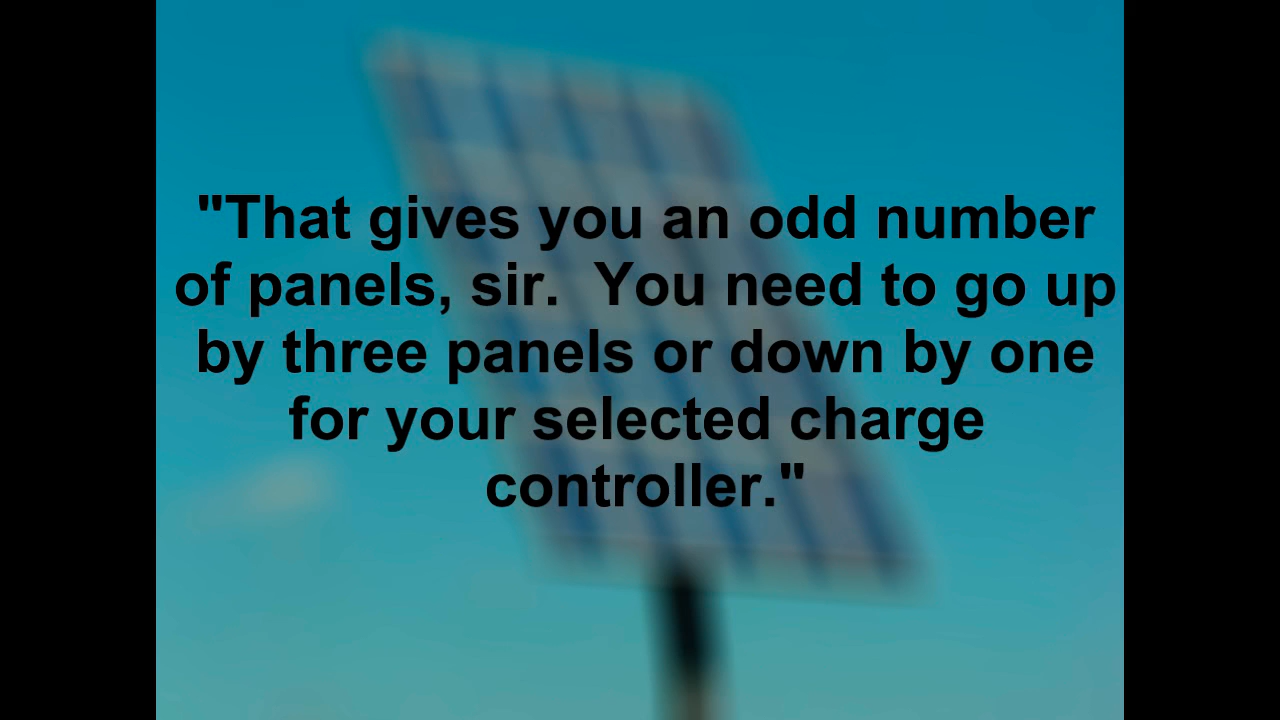 "That gives you an odd number
of panels, sir.  You need to go up
by three panels or down by one
for your selected charge
controller."